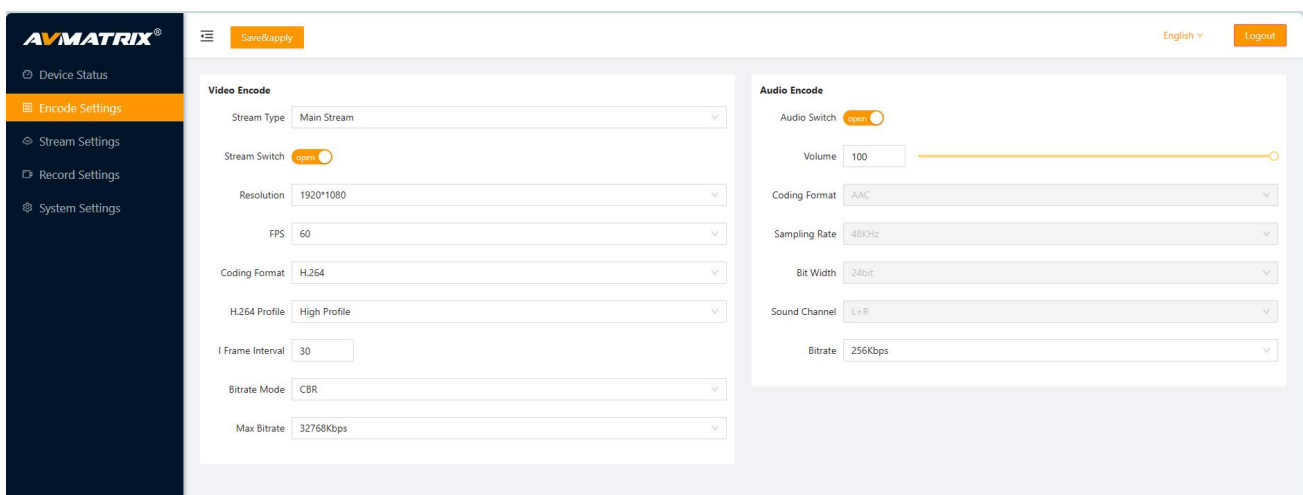 AVMATRIX®
Save&apply
English
Logout
Device Status
Encode Settings
Stream Settings
Record Settings
System Settings
Video Encode
Stream Type Main Stream
Stream Switch open
Resolution 1920*1080
FPS 60
Coding Format H.264
H.264 Profile High Profile
I Frame Interval 30
Bitrate Mode CBR
Max Bitrate 32768Kbps
Audio Encode
Audio Switch open
Volume 100
Coding Format AAC
Sampling Rate 48KHz
Bit Width 24bit
Sound Channel L+R
Bitrate 256Kbps